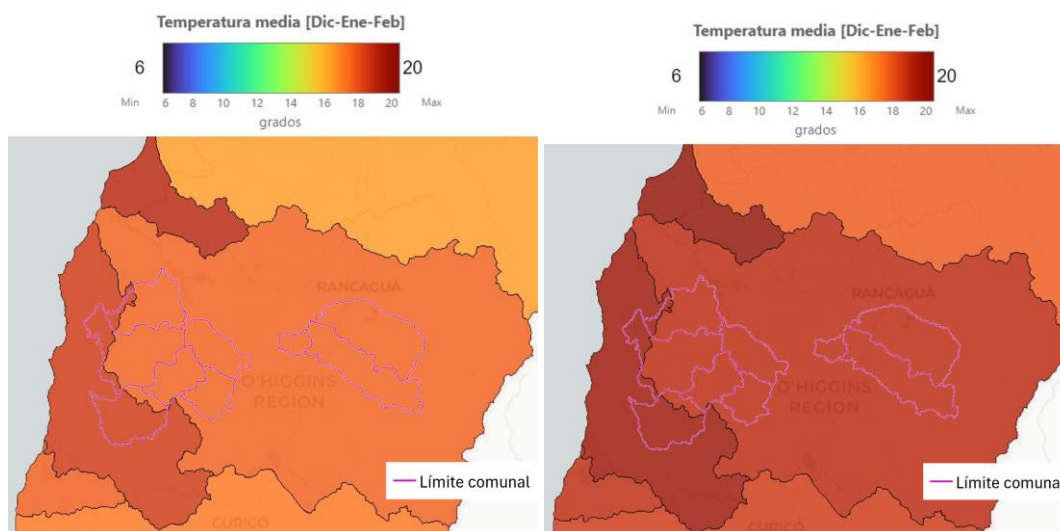 Temperatura media [Dic-Ene-Feb]
6
20
Min
6 8 10 12 14 16 18 20
Max
grados
RANCAGUA
O'HIGGINS
REGION
CURICÓ
Límite comunal
Temperatura media [Dic-Ene-Feb]
6
20
Min
6 8 10 12 14 16 18 20
Max
grados
RANCAGUA
O'HIGGINS
REGION
CURICÓ
Límite comuna